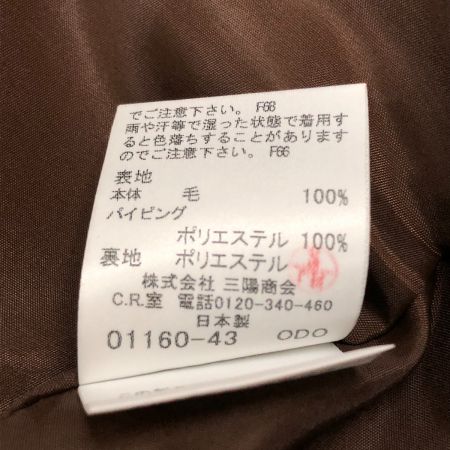 でご注意下さい。 F68
雨や汗等で湿った状態で着用す
ると色落ちすることがあります
のでご注意下さい。 F66
表地
本体 毛 100%
パイピング
ポリエステル 100%
裏地 ポリエステル
株式会社 三陽商会
C.R.室 電話0120-340-460
日本製
01160-43 ODO